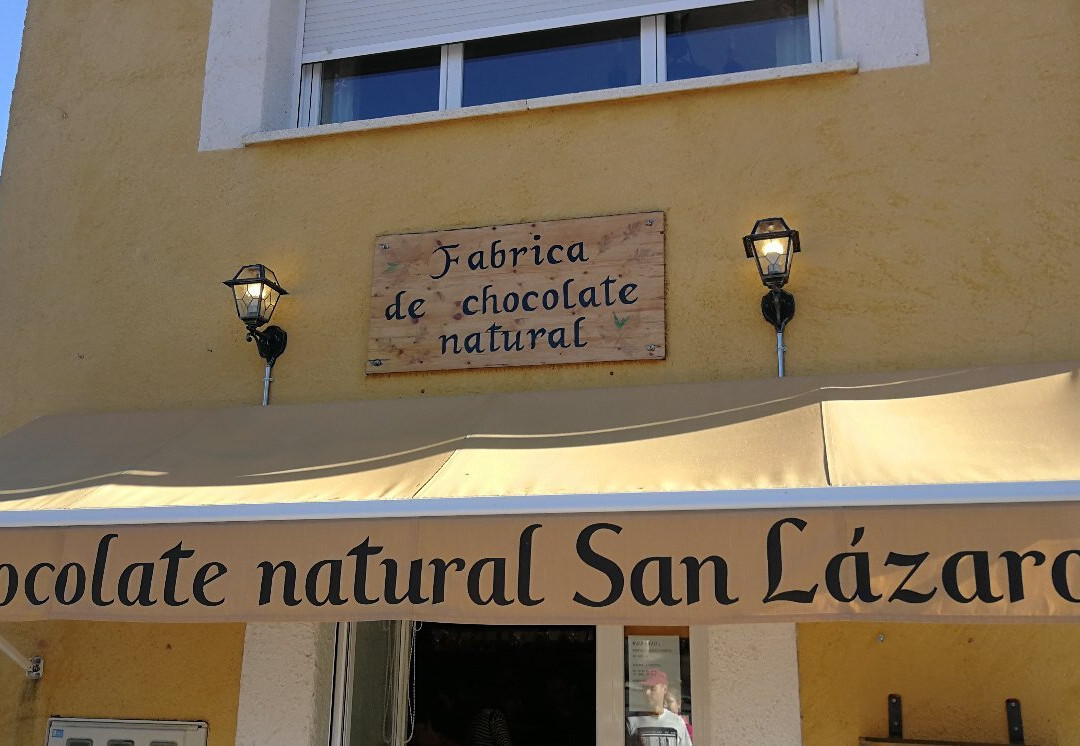 Fabrica
de chocolate
natural
ocolate natural San Lázaro